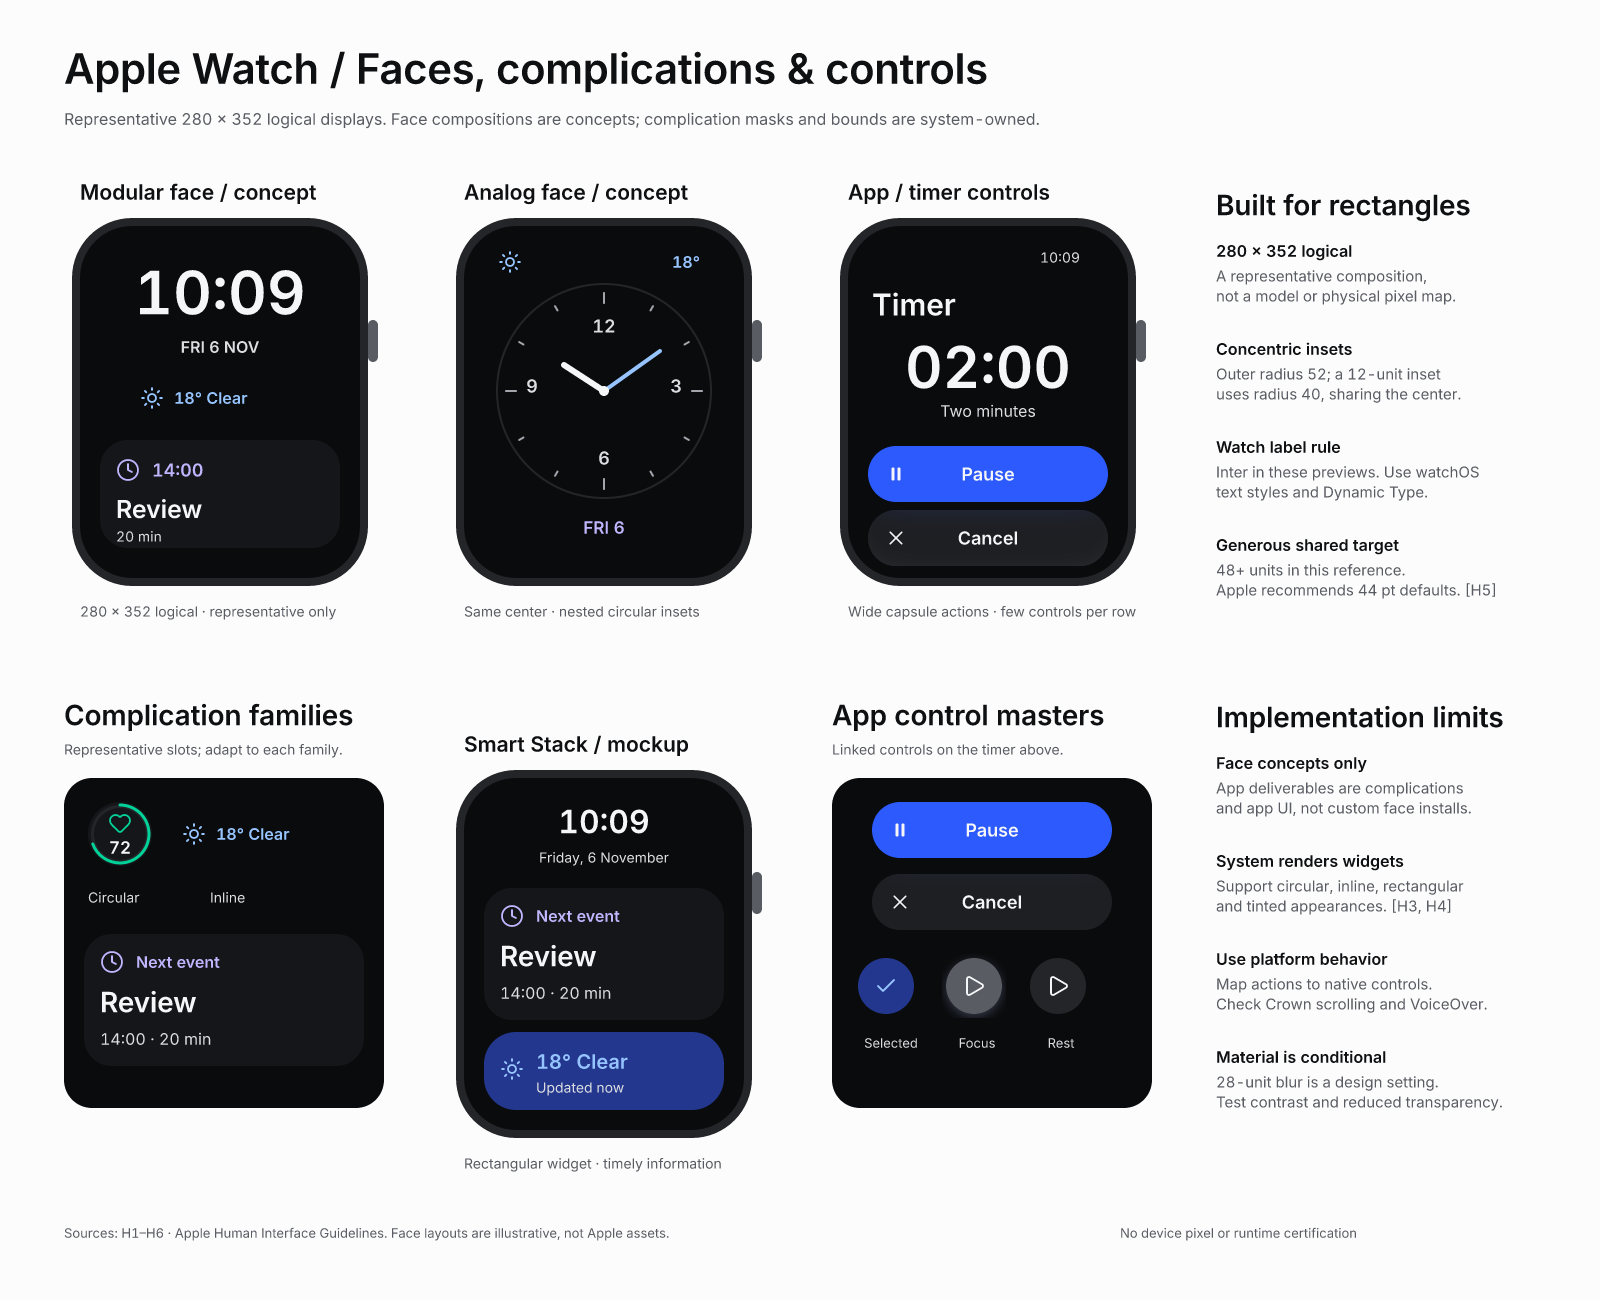 Apple Watch / Faces, complications & controls
Representative 280 × 352 logical displays. Face compositions are concepts; complication masks and bounds are system-owned.
Modular face / concept
10:09
FRI 6 NOV
18° Clear
14:00
Review
20 min
280 × 352 logical · representative only
Analog face / concept
18°
12
9
3
6
FRI 6
Same center · nested circular insets
App / timer controls
10:09
Timer
02:00
Two minutes
Pause
Cancel
Wide capsule actions · few controls per row
Built for rectangles
280 × 352 logical
A representative composition,
not a model or physical pixel map.
Concentric insets
Outer radius 52; a 12-unit inset
uses radius 40, sharing the center.
Watch label rule
Inter in these previews. Use watchOS
text styles and Dynamic Type.
Generous shared target
48+ units in this reference.
Apple recommends 44 pt defaults. [H5]
Complication families
Representative slots; adapt to each family.
72
18° Clear
Circular
Inline
Next event
Review
14:00 · 20 min
Smart Stack / mockup
10:09
Friday, 6 November
Next event
Review
14:00 · 20 min
18° Clear
Updated now
Rectangular widget · timely information
App control masters
Linked controls on the timer above.
Pause
Cancel
Selected
Focus
Rest
Implementation limits
Face concepts only
App deliverables are complications
and app UI, not custom face installs.
System renders widgets
Support circular, inline, rectangular
and tinted appearances. [H3, H4]
Use platform behavior
Map actions to native controls.
Check Crown scrolling and VoiceOver.
Material is conditional
28-unit blur is a design setting.
Test contrast and reduced transparency.
Sources: H1–H6 · Apple Human Interface Guidelines. Face layouts are illustrative, not Apple assets.
No device pixel or runtime certification